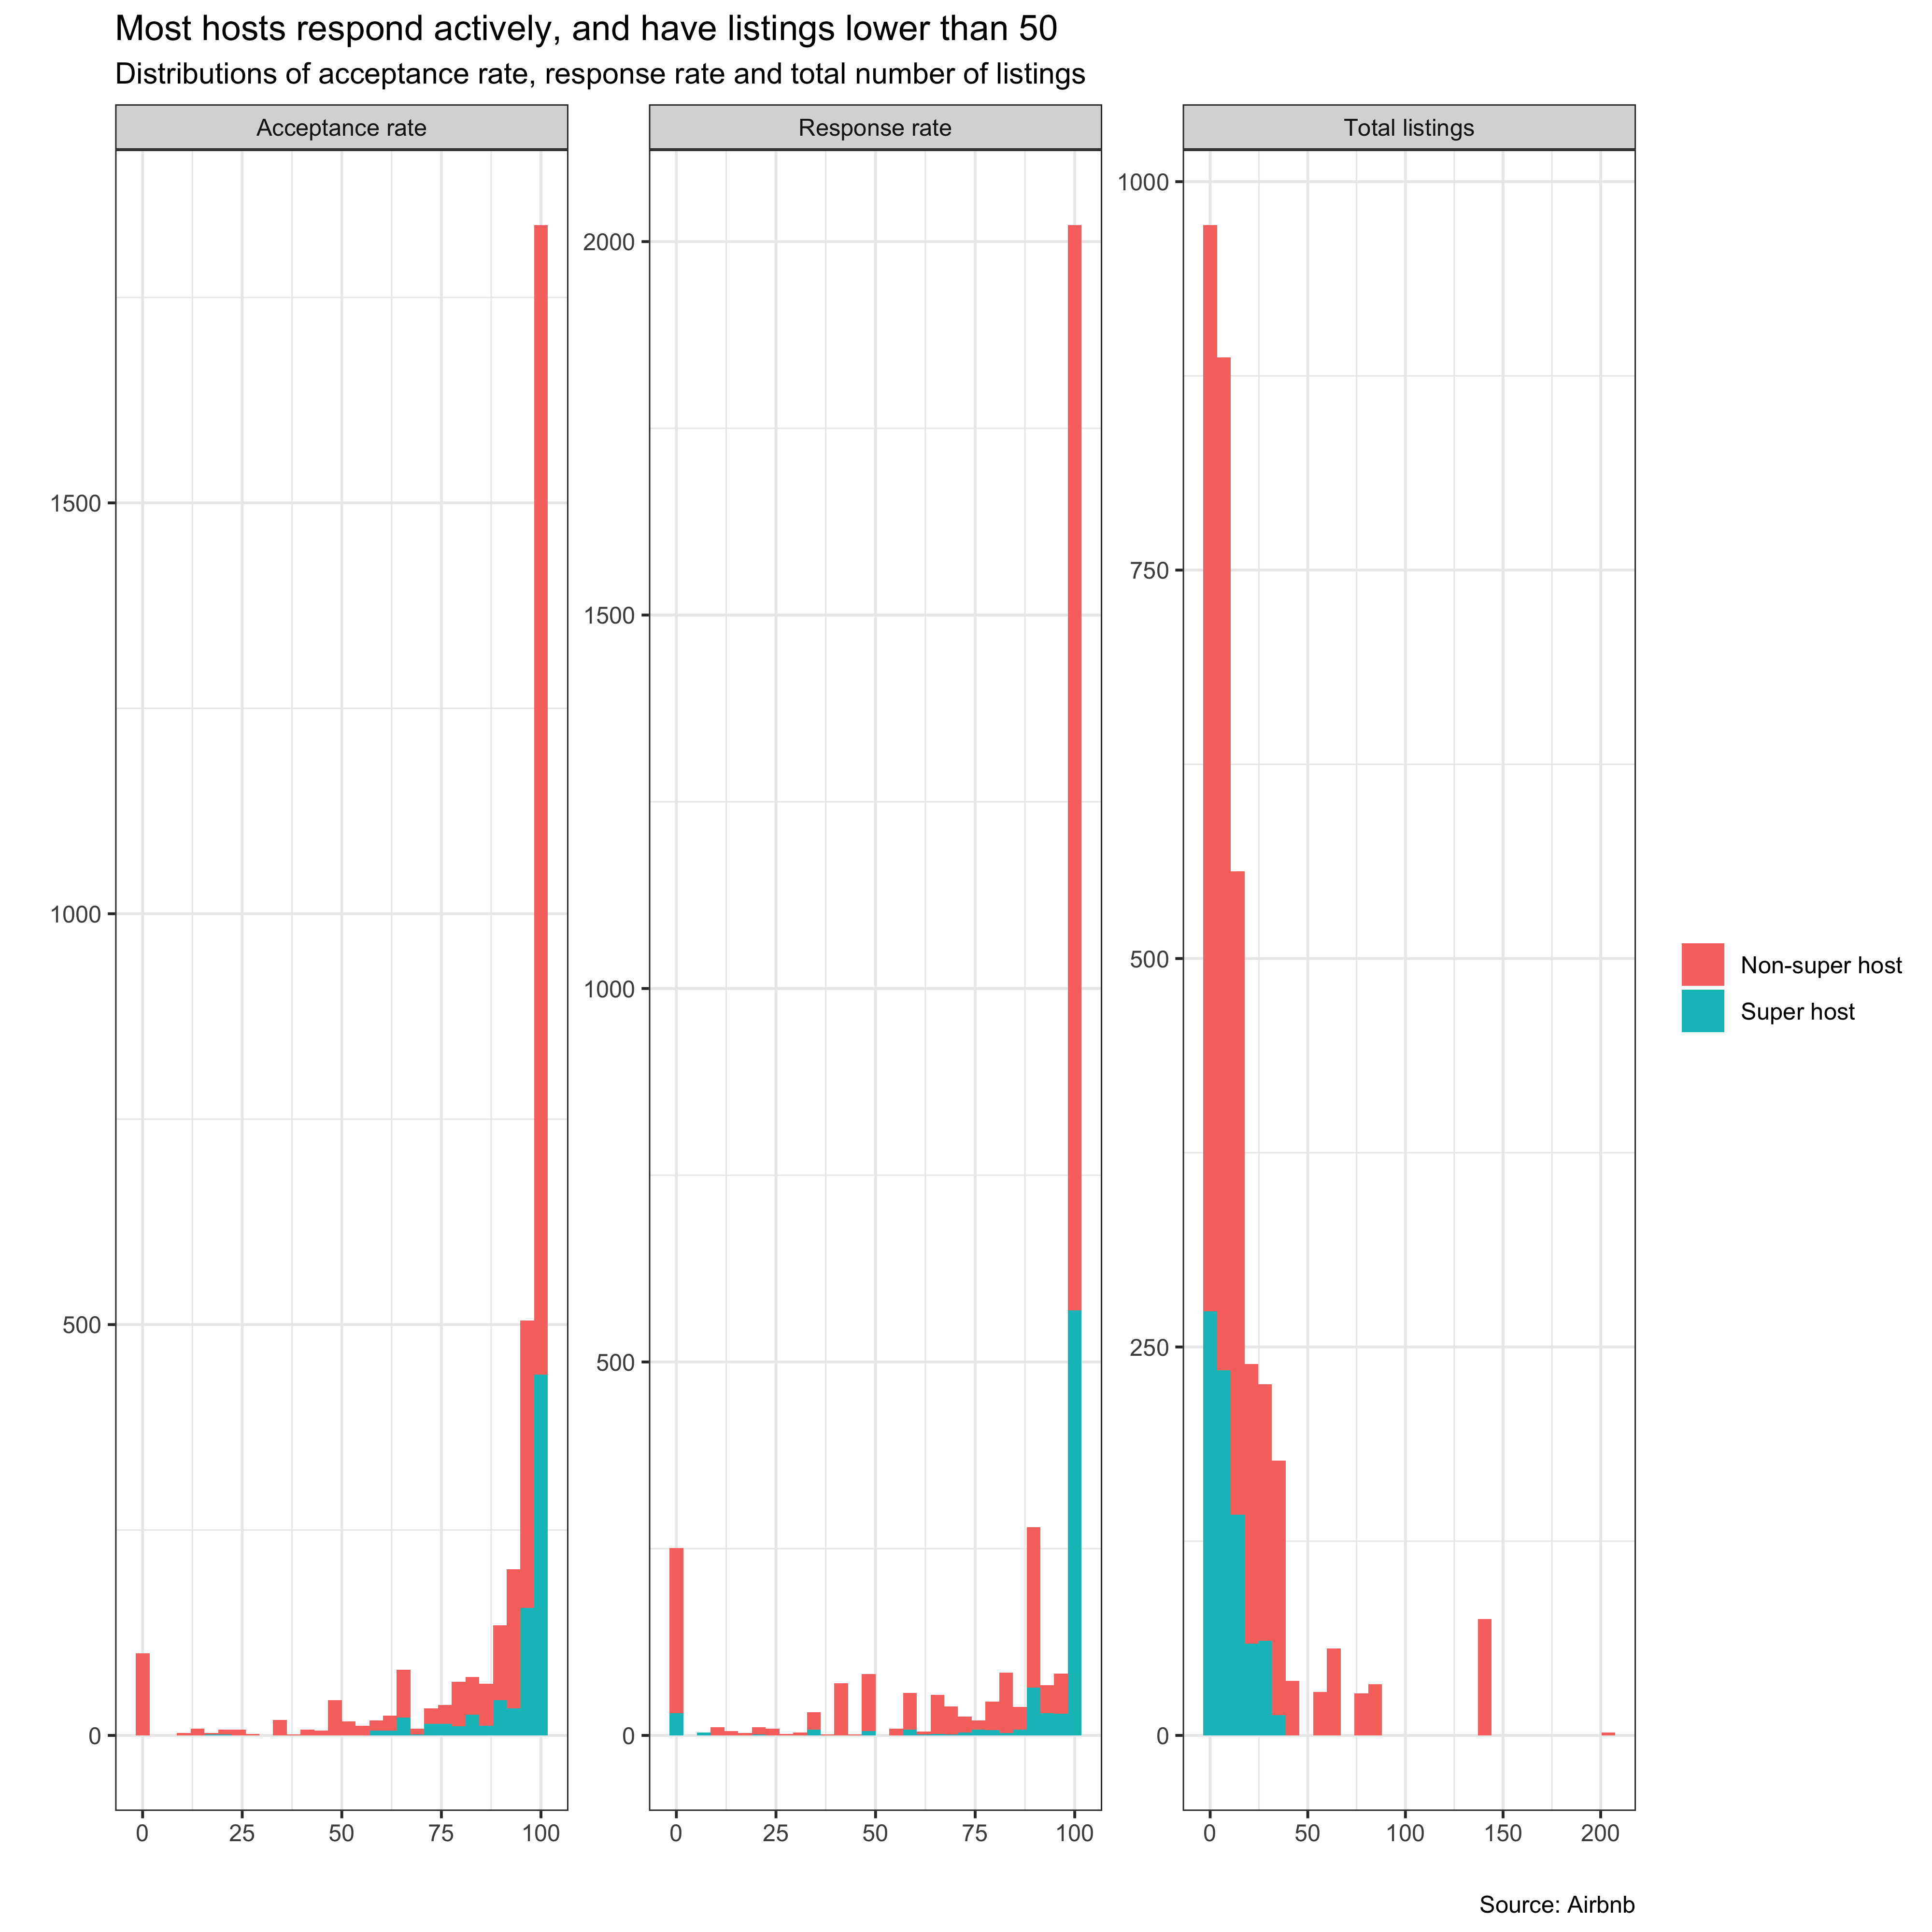 Most hosts respond actively, and have listings lower than 50
Distributions of acceptance rate, response rate and total number of listings
Acceptance rate
Response rate
Total listings
1500
1000
500
0
0 25 50 75 100
2000
1500
1000
500
0
0 25 50 75 100
1000
750
500
250
0
0 50 100 150 200
Non-super host
Super host
Source: Airbnb